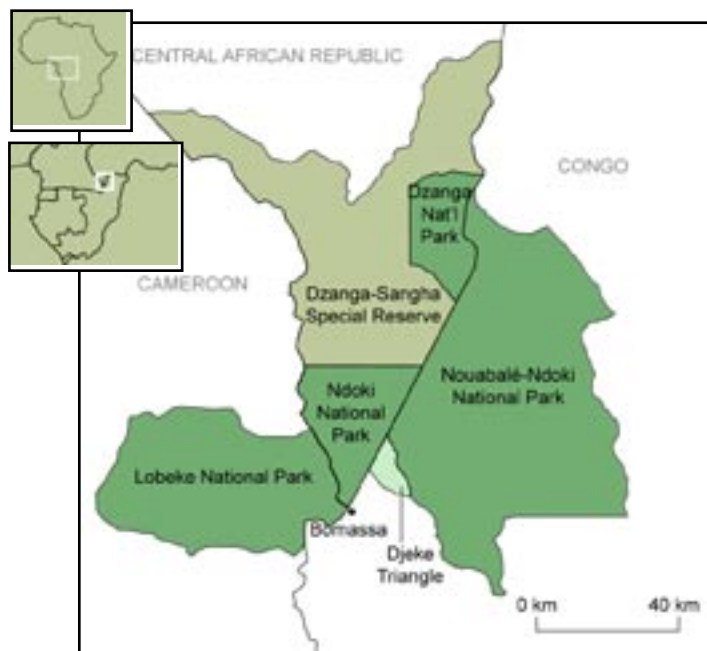 CENTRAL AFRICAN REPUBLIC
CONGO
Dzanga
Nat'l
Park
CAMEROON
Dzanga-Sangha
Special Reserve
Nouabalé-Ndoki
National Park
Ndoki
National
Park
Lobeke National Park
Bomassa
Djeke
Triangle
0 km
40 km